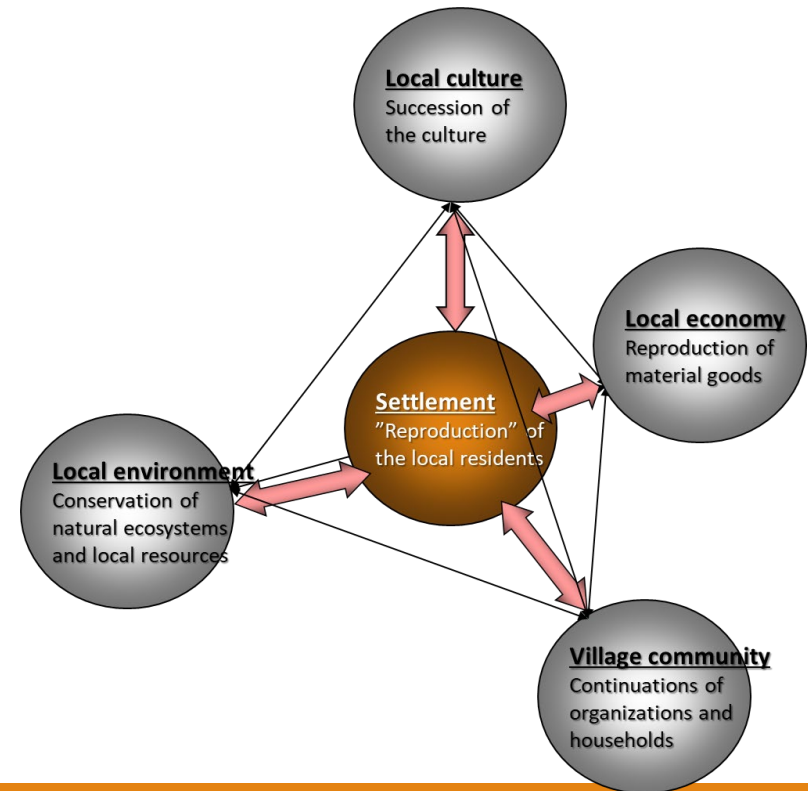 Local culture
Succession of
the culture
Local economy
Reproduction of
material goods
Settlement
”Reproduction” of
the local residents
Local environment
Conservation of
natural ecosystems
and local resources
Village community
Continuations of
organizations and
households